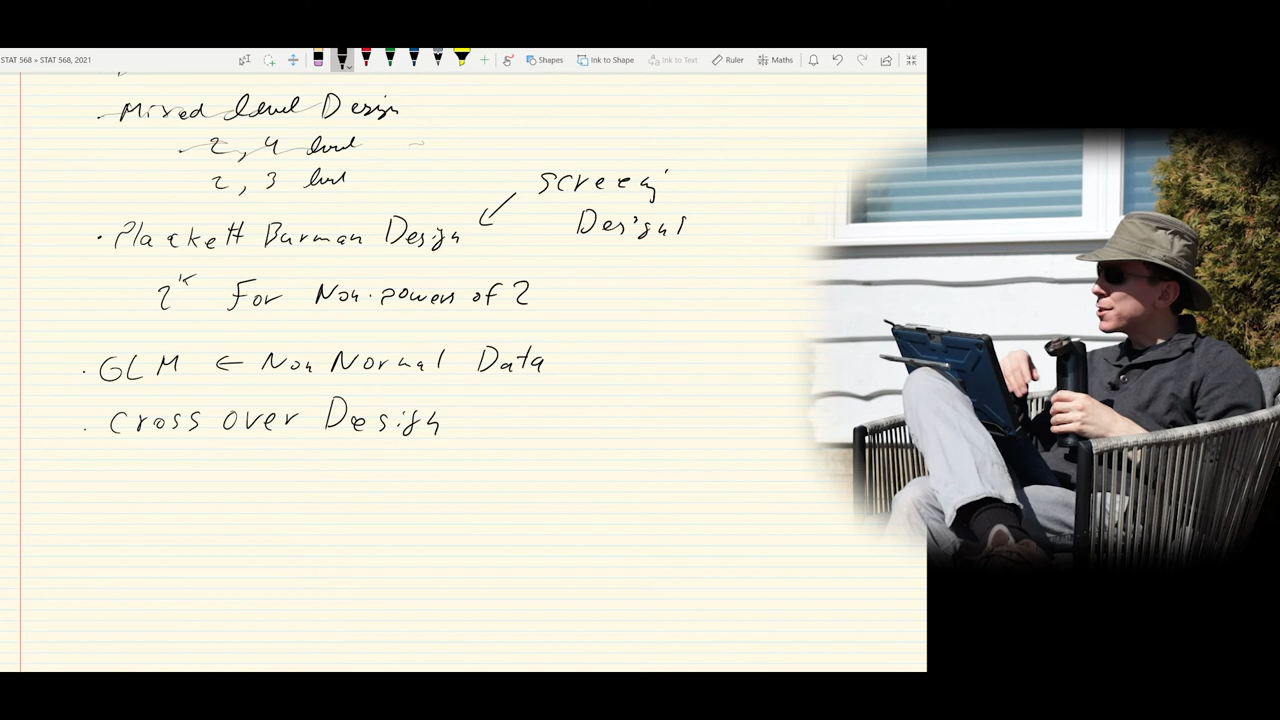 STAT 568 » STAT 568, 2021
Shapes
Ink to Shape
Ink to Text
Ruler
Maths
· Mixed level Design
· 2, 4 level
2, 3 level
Screeg
Designs
· Plackett Burman Design
2^k For Non-powers of 2
· GLM ← Non Normal Data
· Cross over Design